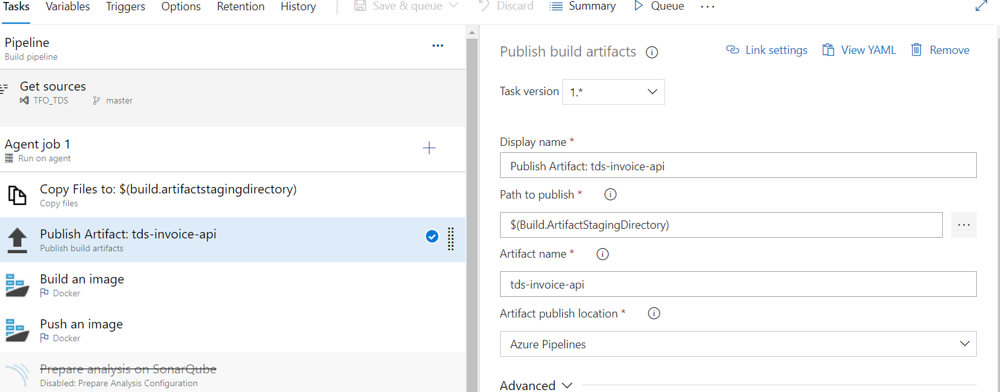 Tasks Variables Triggers Options Retention History Save & queue Discard Summary Queue ...
Pipeline ...
Build pipeline
Get sources
TFO_TDS master
Agent job 1
Run on agent
Copy Files to: $(build.artifactstagingdirectory)
Copy files
Publish Artifact: tds-invoice-api
Publish build artifacts
Build an image
Docker
Push an image
Docker
Prepare analysis on SonarQube
Disabled: Prepare Analysis Configuration
Publish build artifacts Link settings View YAML Remove
Task version 1.*
Display name *
Publish Artifact: tds-invoice-api
Path to publish *
$(Build.ArtifactStagingDirectory) ...
Artifact name *
tds-invoice-api
Artifact publish location *
Azure Pipelines
Advanced